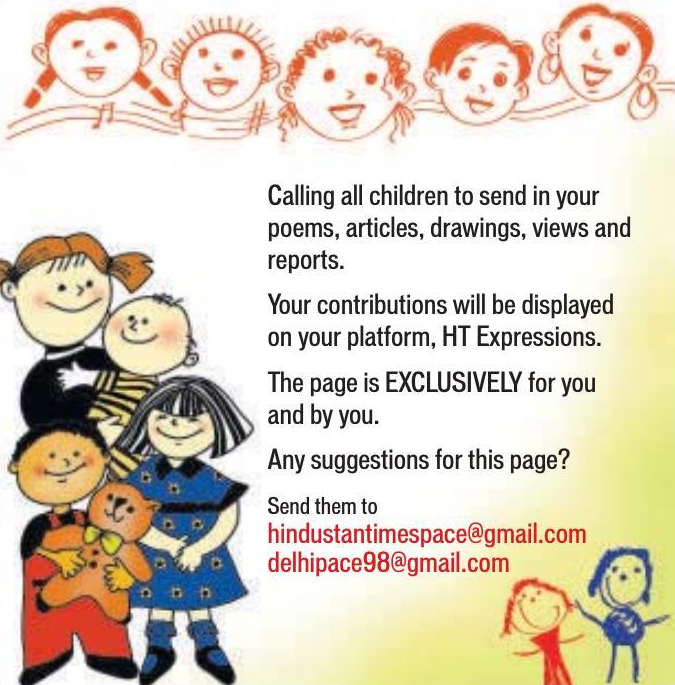 Calling all children to send in your
poems, articles, drawings, views and
reports.
Your contributions will be displayed
on your platform, HT Expressions.
The page is EXCLUSIVELY for you
and by you.
Any suggestions for this page?
Send them to
hindustantimespace@gmail.com
delhipace98@gmail.com